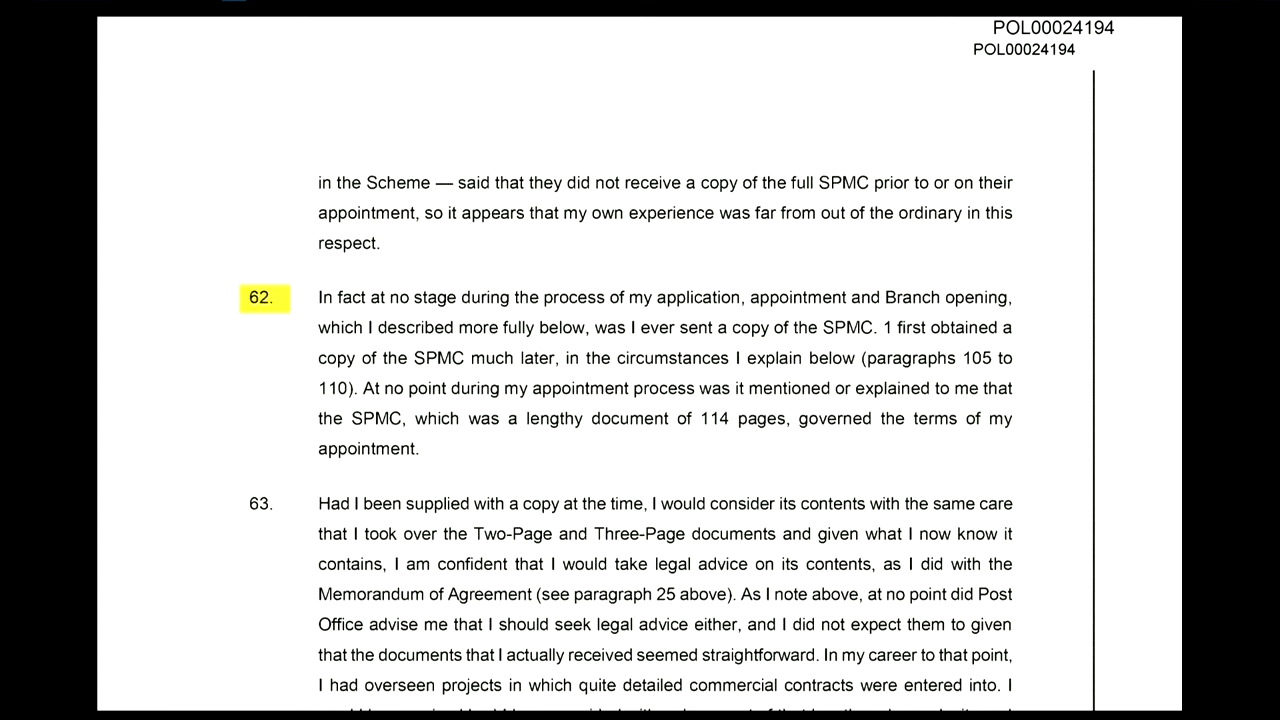 POL00024194
POL00024194
in the Scheme — said that they did not receive a copy of the full SPMC prior to or on their
appointment, so it appears that my own experience was far from out of the ordinary in this
respect.
62. In fact at no stage during the process of my application, appointment and Branch opening,
which I described more fully below, was I ever sent a copy of the SPMC. 1 first obtained a
copy of the SPMC much later, in the circumstances I explain below (paragraphs 105 to
110). At no point during my appointment process was it mentioned or explained to me that
the SPMC, which was a lengthy document of 114 pages, governed the terms of my
appointment.
63. Had I been supplied with a copy at the time, I would consider its contents with the same care
that I took over the Two-Page and Three-Page documents and given what I now know it
contains, I am confident that I would take legal advice on its contents, as I did with the
Memorandum of Agreement (see paragraph 25 above). As I note above, at no point did Post
Office advise me that I should seek legal advice either, and I did not expect them to given
that the documents that I actually received seemed straightforward. In my career to that point,
I had overseen projects in which quite detailed commercial contracts were entered into. I